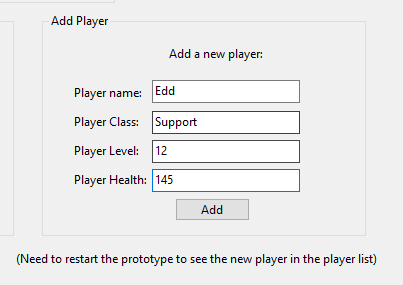 Add Player
Add a new player:
Player name: Edd
Player Class: Support
Player Level: 12
Player Health: 145
Add
(Need to restart the prototype to see the new player in the player list)